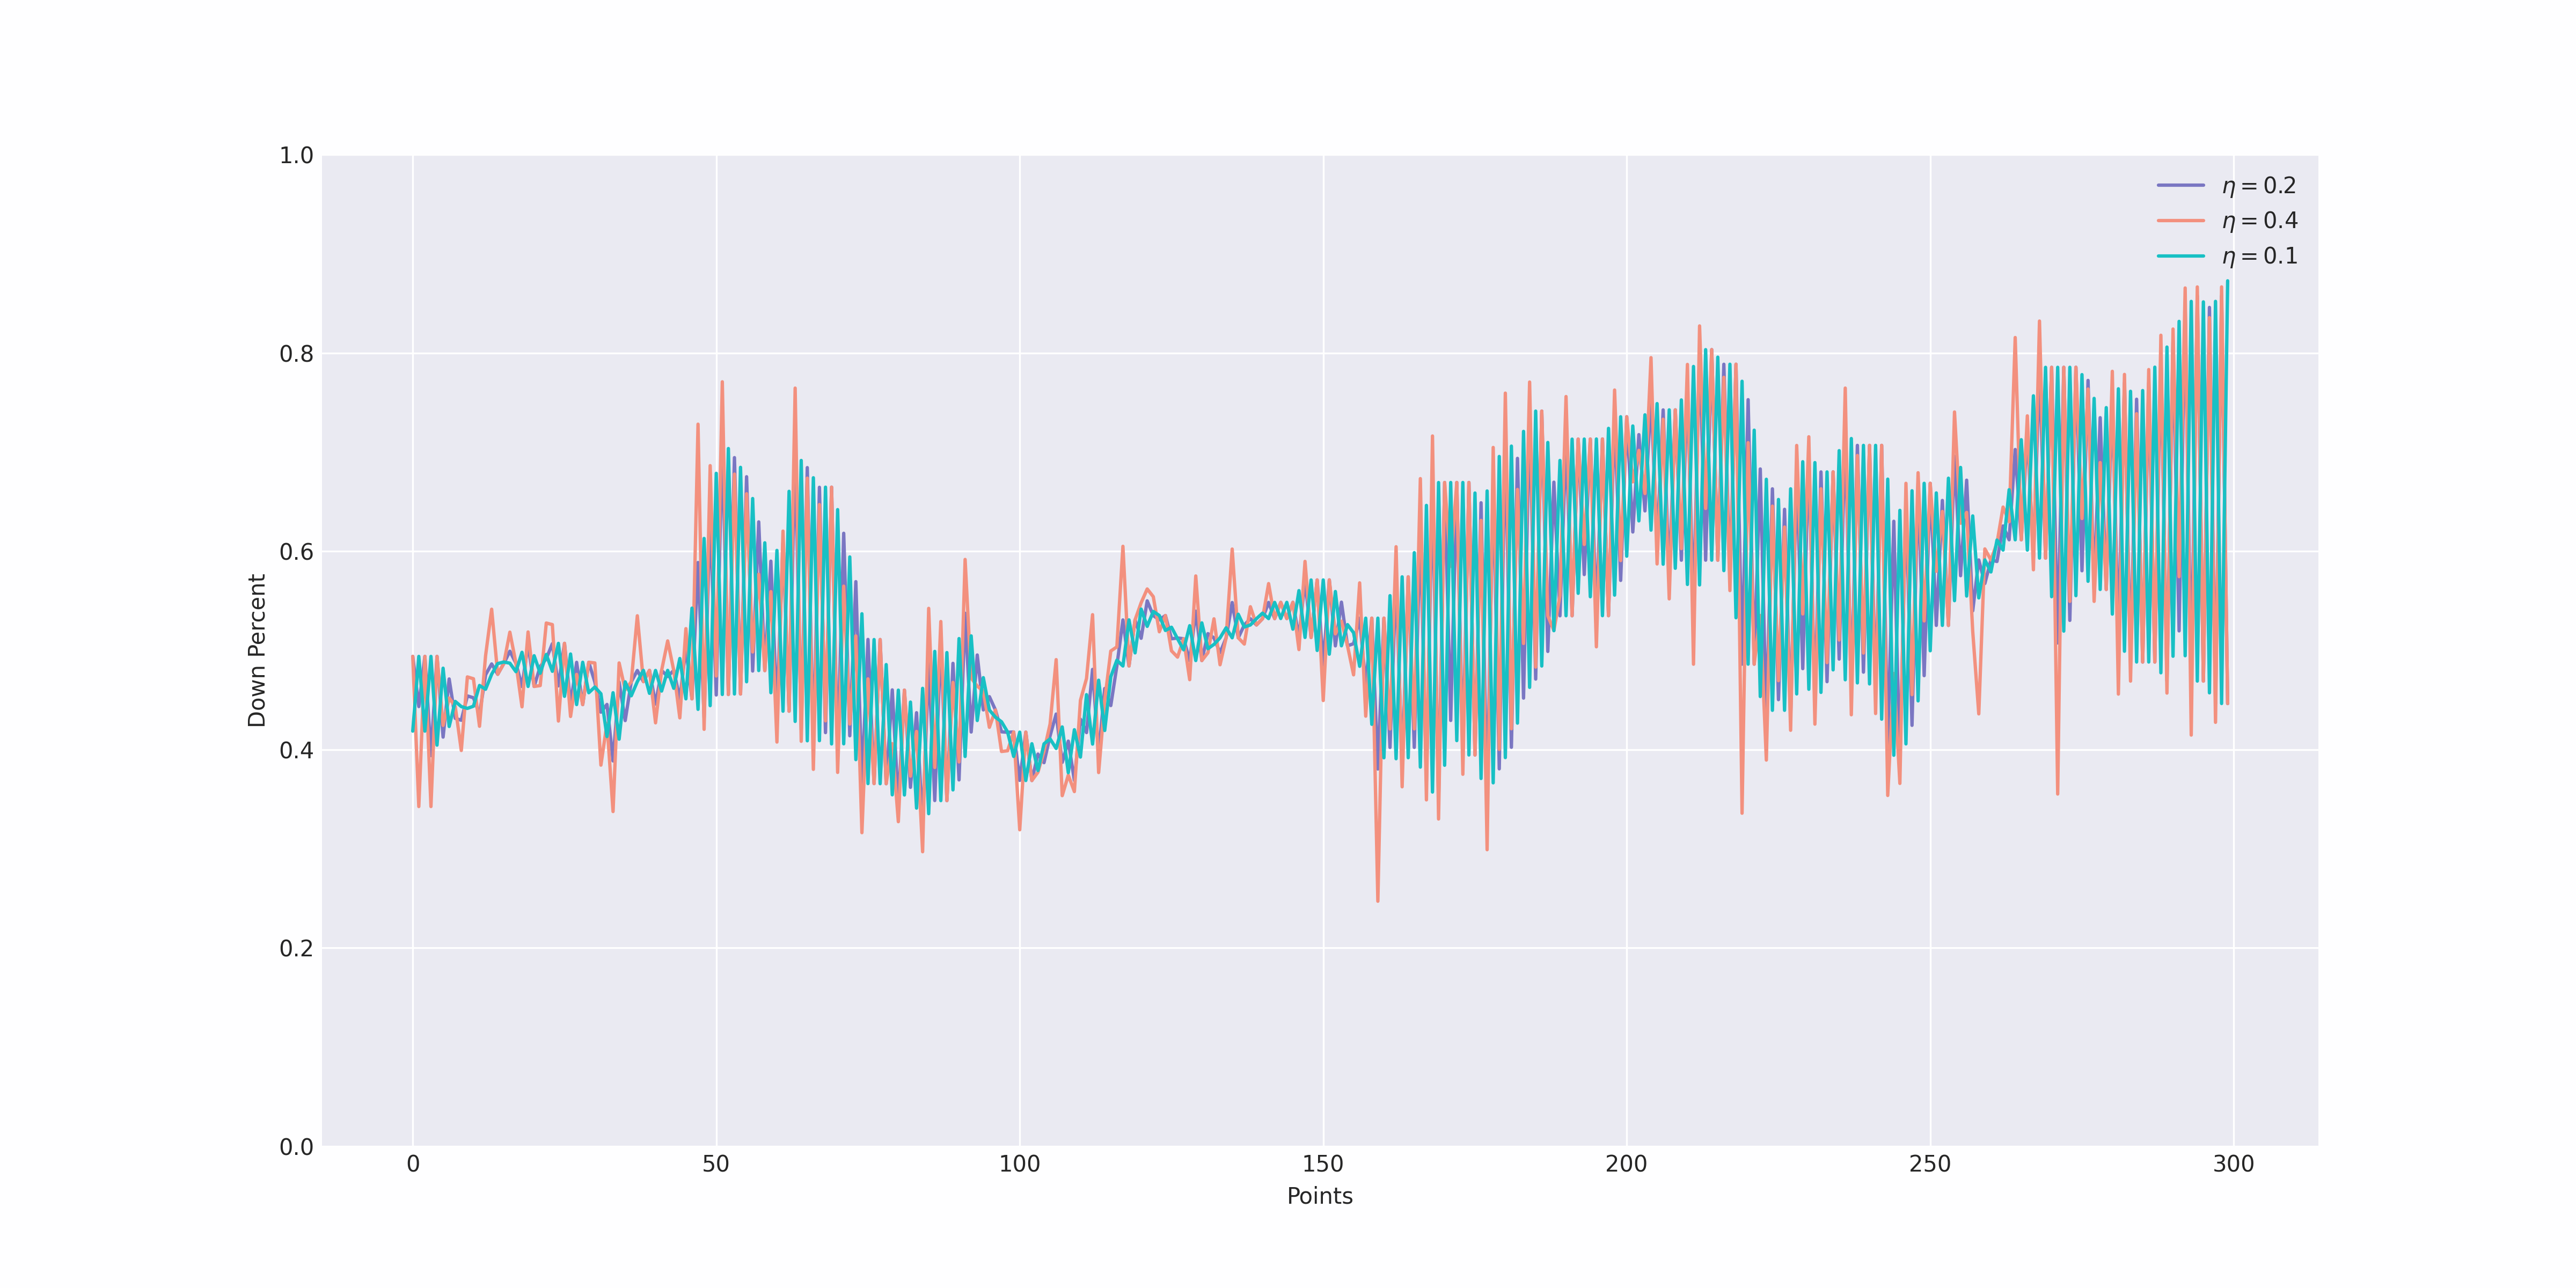 1.0
0.8
0.6
0.4
0.2
0.0
Down Percent
η = 0.2
η = 0.4
η = 0.1
0 50 100 150 200 250 300
Points